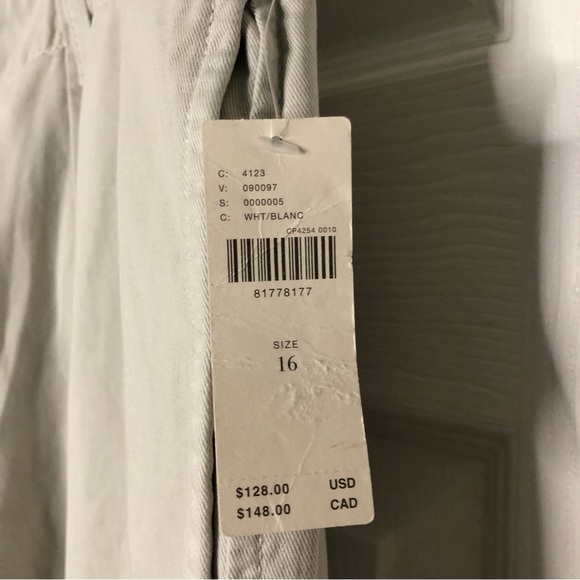 C: 4123
V: 090097
S: 0000005
C: WHT/BLANC
CP4254 0010
81778177
SIZE
16
$128.00 USD
$148.00 CAD